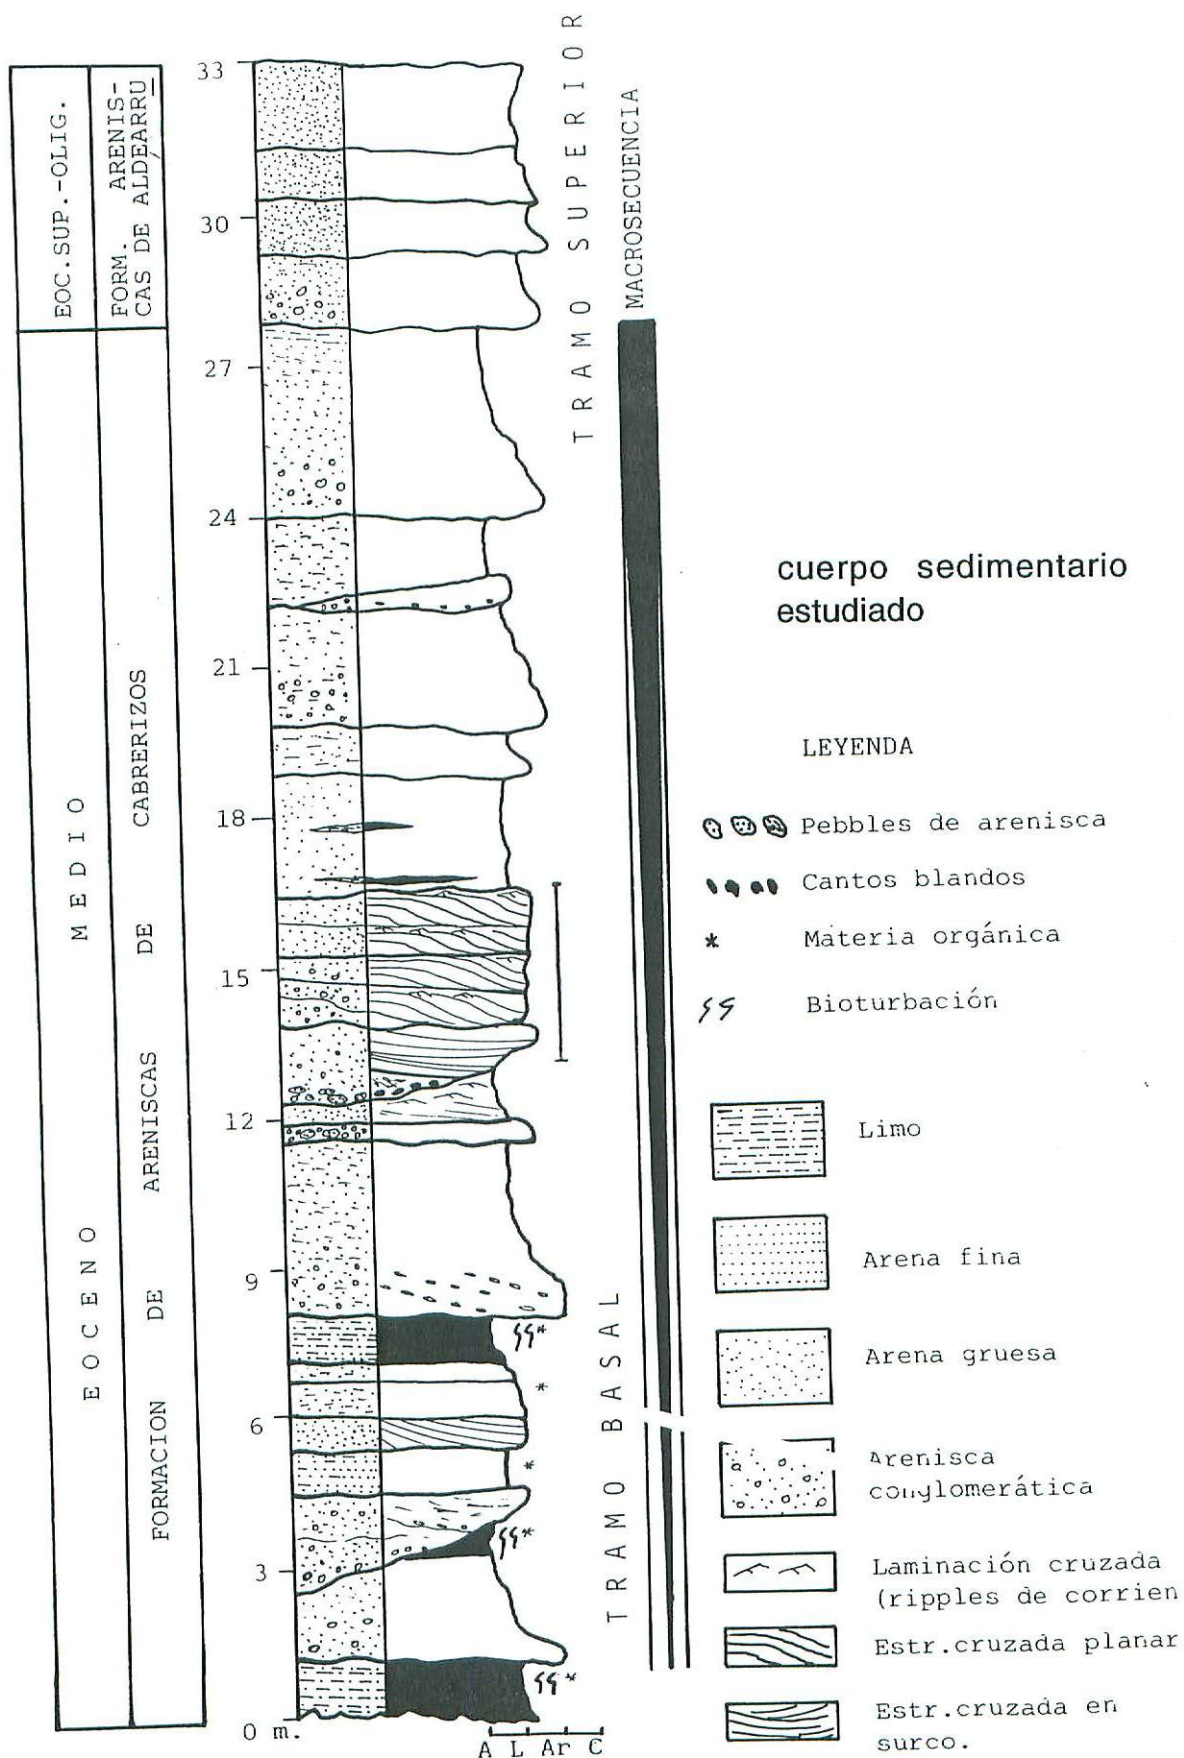 EOC.SUP.-OLIG.
FORM. ARENIS-
CAS DE ALDEARRU
EOCENO MEDIO
FORMACION DE ARENISCAS DE CABRERIZOS
33
30
27
24
21
18
15
12
9
6
3
0 m.
A L Ar C
TRAMO SUPERIOR
TRAMO BASAL
MACROSECUENCIA
cuerpo sedimentario
estudiado
LEYENDA
Pebbles de arenisca
Cantos blandos
* Materia orgánica
Bioturbación
Limo
Arena fina
Arena gruesa
Arenisca
conglomerática
Laminación cruzada
(ripples de corrien
Estr.cruzada planar
Estr.cruzada en
surco.